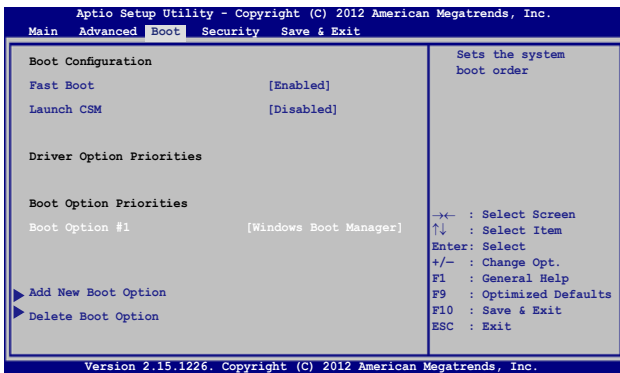 Aptio Setup Utility - Copyright (C) 2012 American Megatrends, Inc.
Main Advanced Boot Security Save & Exit
Boot Configuration
Fast Boot [Enabled]
Launch CSM [Disabled]
Driver Option Priorities
Boot Option Priorities
Boot Option #1 [Windows Boot Manager]
Add New Boot Option
Delete Boot Option
Sets the system
boot order
→← : Select Screen
↑↓ : Select Item
Enter: Select
+/— : Change Opt.
F1 : General Help
F9 : Optimized Defaults
F10 : Save & Exit
ESC : Exit
Version 2.15.1226. Copyright (C) 2012 American Megatrends, Inc.